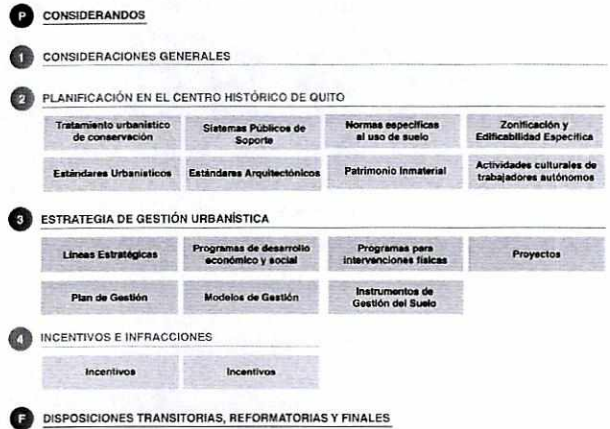 P CONSIDERANDOS
1 CONSIDERACIONES GENERALES
2 PLANIFICACIÓN EN EL CENTRO HISTÓRICO DE QUITO
Tratamiento urbanístico
de conservación
Sistemas Públicos de
Soporte
Normas específicas
al uso de suelo
Zonificación y
Edificabilidad Específica
Estándares Urbanísticos
Estándares Arquitectónicos
Patrimonio Inmaterial
Actividades culturales de
trabajadores autónomos
3 ESTRATEGIA DE GESTIÓN URBANÍSTICA
Líneas Estratégicas
Programas de desarrollo
económico y social
Programas para
intervenciones físicas
Proyectos
Plan de Gestión
Modelos de Gestión
Instrumentos de
Gestión del Suelo
4 INCENTIVOS E INFRACCIONES
Incentivos
Incentivos
F DISPOSICIONES TRANSITORIAS, REFORMATORIAS Y FINALES